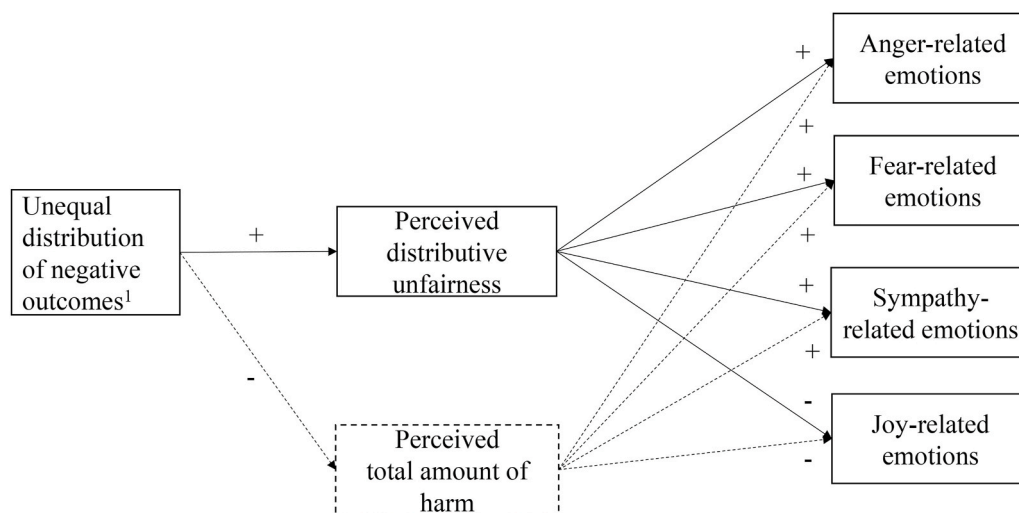 Anger-related
emotions
+
+
Fear-related
emotions
+
+
Unequal
distribution
of negative
outcomes¹
+
Perceived
distributive
unfairness
+
Sympathy-
related emotions
+
-
-
Joy-related
emotions
-
Perceived
total amount of
harm